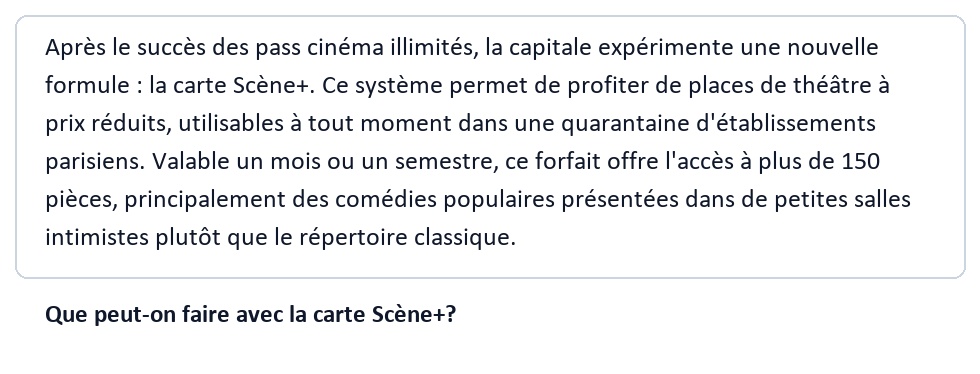 Après le succès des pass cinéma illimités, la capitale expérimente une nouvelle
formule : la carte Scène+. Ce système permet de profiter de places de théâtre à
prix réduits, utilisables à tout moment dans une quarantaine d'établissements
parisiens. Valable un mois ou un semestre, ce forfait offre l'accès à plus de 150
pièces, principalement des comédies populaires présentées dans de petites salles
intimistes plutôt que le répertoire classique.
Que peut-on faire avec la carte Scène+?